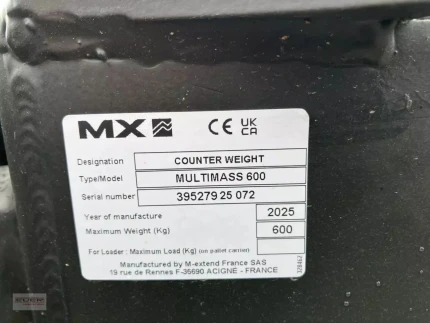 MX CE UK CA
Designation COUNTER WEIGHT
Type/Model MULTIMASS 600
Serial number 395279 25 072
Year of manufacture 2025
Maximum Weight (Kg) 600
For Loader : Maximum Load (Kg) (on pallet carrier)
Manufactured by M-extend France SAS
19 rue de Rennes F-35690 ACIGNE - FRANCE